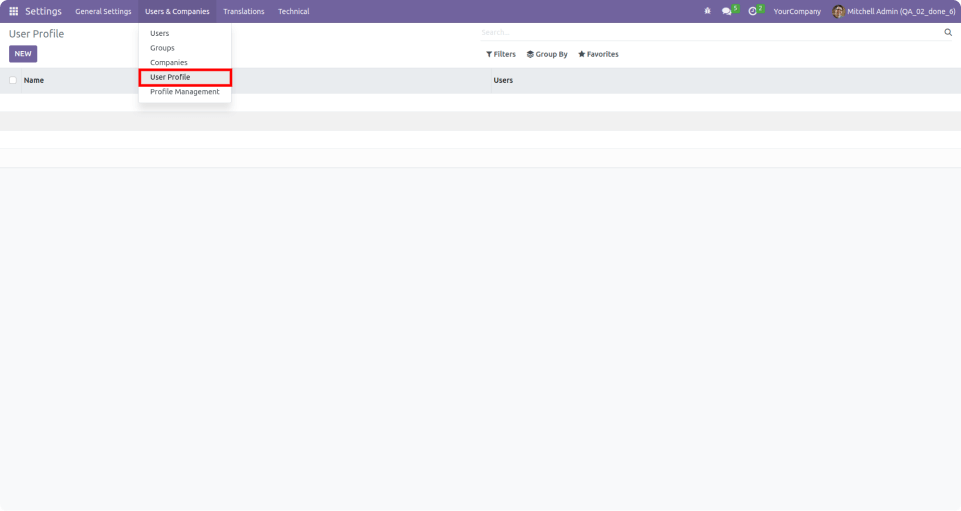 Settings General Settings Users & Companies Translations Technical 5 2 YourCompany Mitchell Admin (QA_02_done_6)
User Profile Users Search...
Groups
NEW Filters Group By Favorites
Companies
User Profile
Name Users
Profile Management